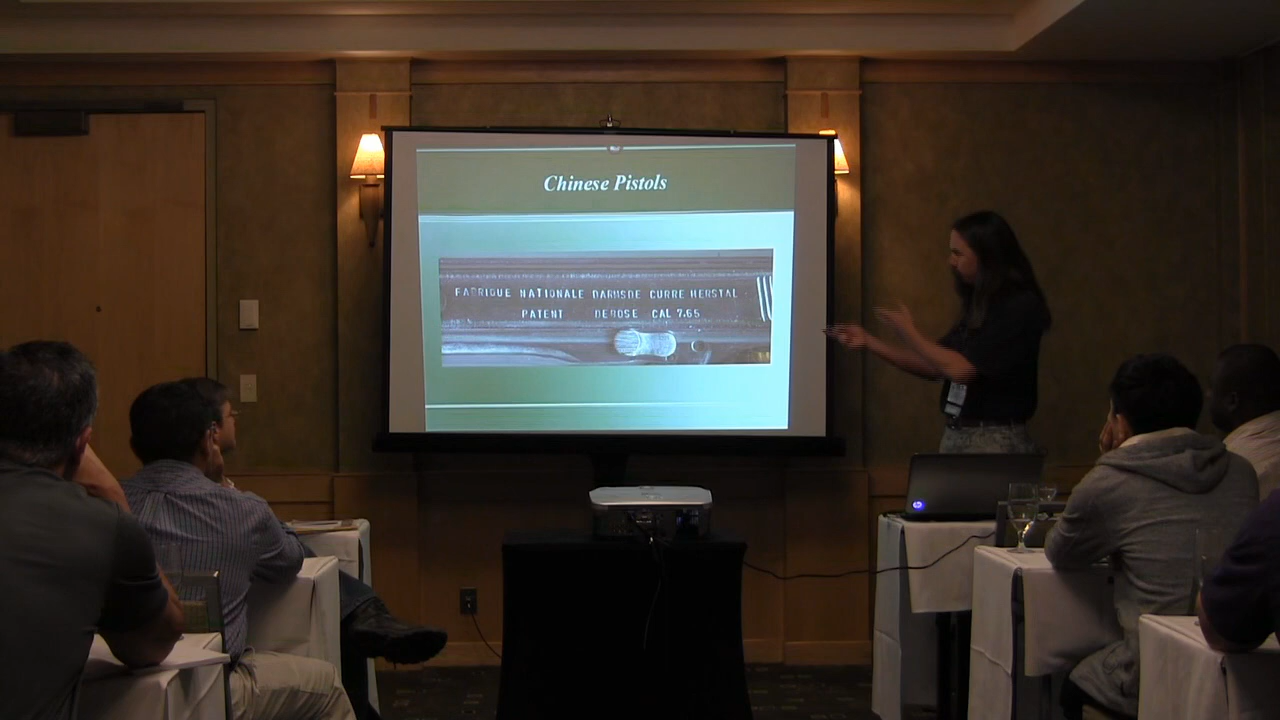 Chinese Pistols
FABRIQUE NATIONALE DARMSDE CURRE HERSTAL
PATENT DEROSE CAL 7.65